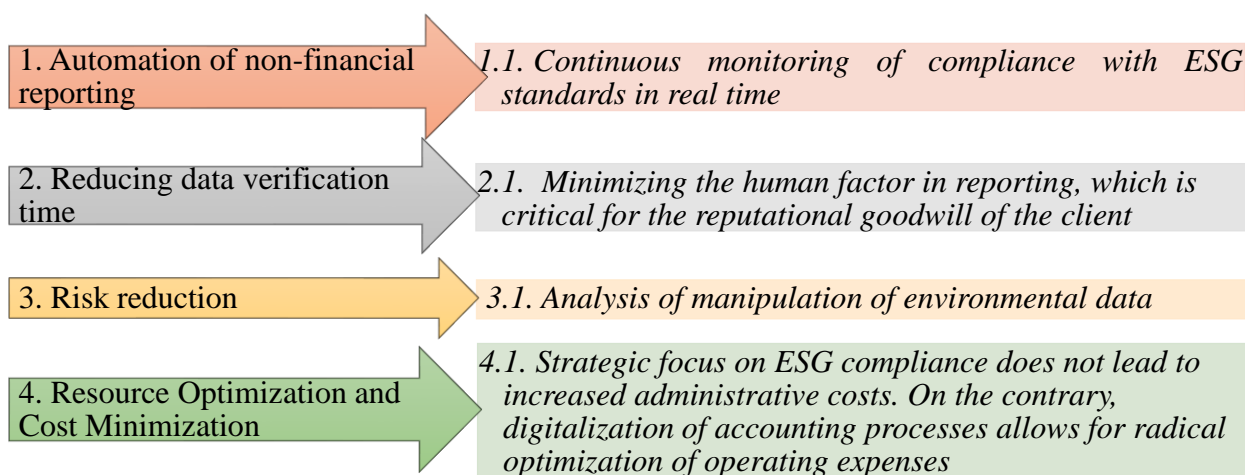 1. Automation of non-financial
reporting
1.1. Continuous monitoring of compliance with ESG
standards in real time
2. Reducing data verification
time
2.1. Minimizing the human factor in reporting, which is
critical for the reputational goodwill of the client
3. Risk reduction
3.1. Analysis of manipulation of environmental data
4. Resource Optimization and
Cost Minimization
4.1. Strategic focus on ESG compliance does not lead to
increased administrative costs. On the contrary,
digitalization of accounting processes allows for radical
optimization of operating expenses